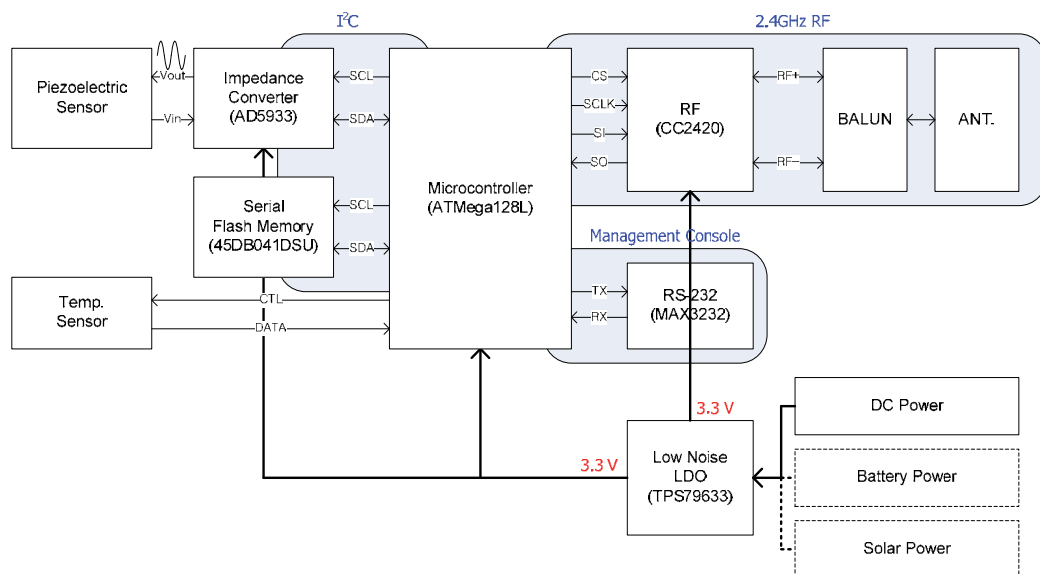 I²C
2.4GHz RF
Piezoelectric
Sensor
Vout
Vin
Impedance
Converter
(AD5933)
SCL
SDA
Serial
Flash Memory
(45DB041DSU)
SCL
SDA
Temp.
Sensor
CTL
DATA
Microcontroller
(ATMega128L)
CS
SCLK
SI
SO
RF
(CC2420)
RF+
RF−
BALUN
ANT.
Management Console
TX
RX
RS-232
(MAX3232)
3.3 V
3.3 V
Low Noise
LDO
(TPS79633)
DC Power
Battery Power
Solar Power